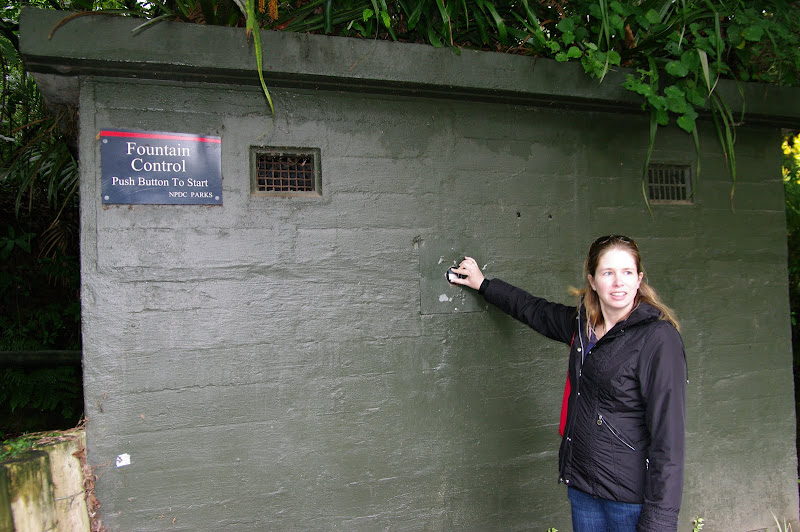 Fountain
Control
Push Button To Start
NPDC PARKS